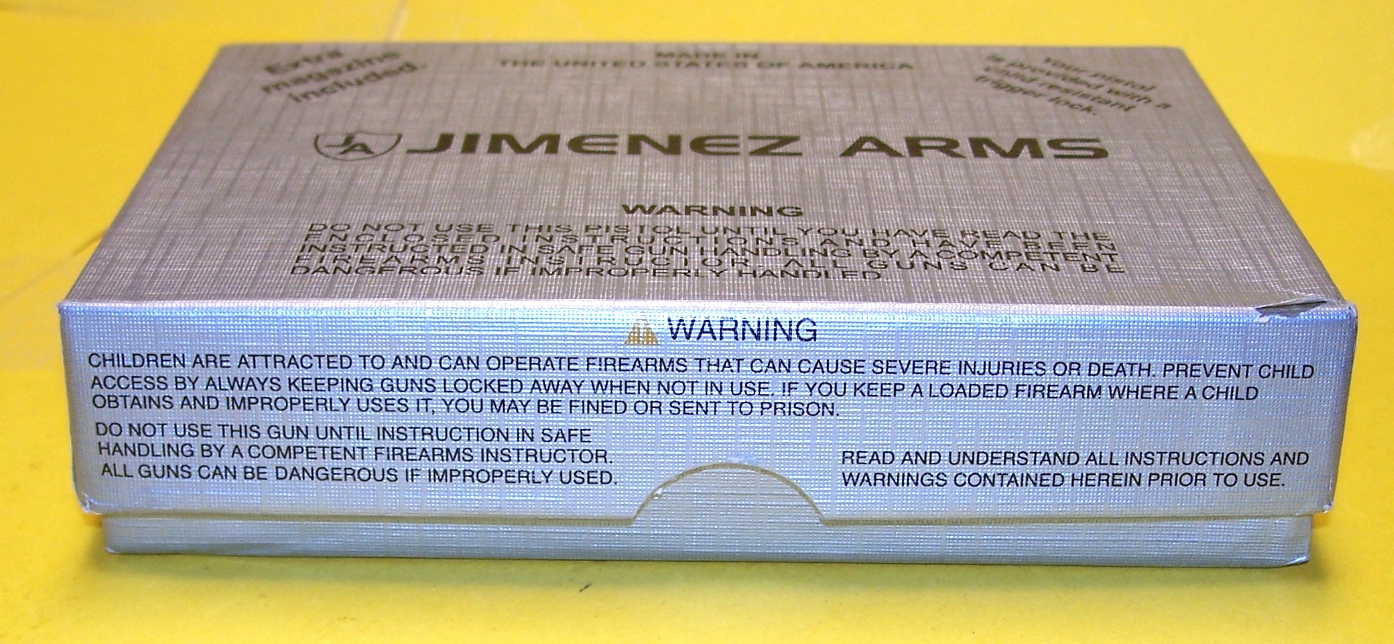 Extra
magazine
included.
MADE IN
THE UNITED STATES OF AMERICA
Your pistol
is provided with a
child resistant
trigger lock.
JA JIMENEZ ARMS
WARNING
DO NOT USE THIS PISTOL UNTIL YOU HAVE READ THE
ENCLOSED INSTRUCTIONS AND HAVE BEEN
INSTRUCTED IN SAFE GUN HANDLING BY A COMPETENT
FIREARMS INSTRUCTOR. ALL GUNS CAN BE
DANGEROUS IF IMPROPERLY HANDLED
WARNING
CHILDREN ARE ATTRACTED TO AND CAN OPERATE FIREARMS THAT CAN CAUSE SEVERE INJURIES OR DEATH. PREVENT CHILD
ACCESS BY ALWAYS KEEPING GUNS LOCKED AWAY WHEN NOT IN USE. IF YOU KEEP A LOADED FIREARM WHERE A CHILD
OBTAINS AND IMPROPERLY USES IT, YOU MAY BE FINED OR SENT TO PRISON.
DO NOT USE THIS GUN UNTIL INSTRUCTION IN SAFE
HANDLING BY A COMPETENT FIREARMS INSTRUCTOR.
ALL GUNS CAN BE DANGEROUS IF IMPROPERLY USED.
READ AND UNDERSTAND ALL INSTRUCTIONS AND
WARNINGS CONTAINED HEREIN PRIOR TO USE.